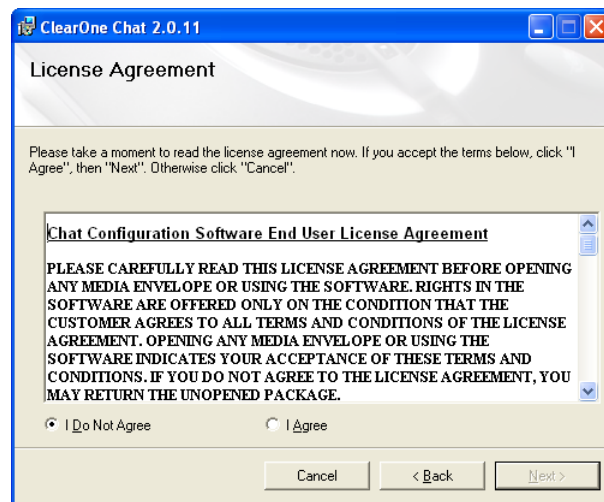 ClearOne Chat 2.0.11
License Agreement
Please take a moment to read the license agreement now. If you accept the terms below, click "I
Agree", then "Next". Otherwise click "Cancel".
Chat Configuration Software End User License Agreement
PLEASE CAREFULLY READ THIS LICENSE AGREEMENT BEFORE OPENING
ANY MEDIA ENVELOPE OR USING THE SOFTWARE. RIGHTS IN THE
SOFTWARE ARE OFFERED ONLY ON THE CONDITION THAT THE
CUSTOMER AGREES TO ALL TERMS AND CONDITIONS OF THE LICENSE
AGREEMENT. OPENING ANY MEDIA ENVELOPE OR USING THE
SOFTWARE INDICATES YOUR ACCEPTANCE OF THESE TERMS AND
CONDITIONS. IF YOU DO NOT AGREE TO THE LICENSE AGREEMENT, YOU
MAY RETURN THE UNOPENED PACKAGE.
I Do Not Agree
I Agree
Cancel
< Back
Next >